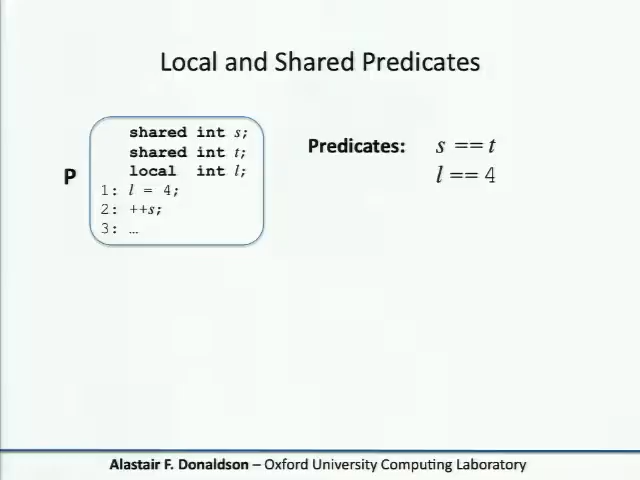 Local and Shared Predicates
P
shared int s;
shared int t;
local int l;
1: l = 4;
2: ++s;
3: …
Predicates: s == t
l == 4
Alastair F. Donaldson – Oxford University Computing Laboratory